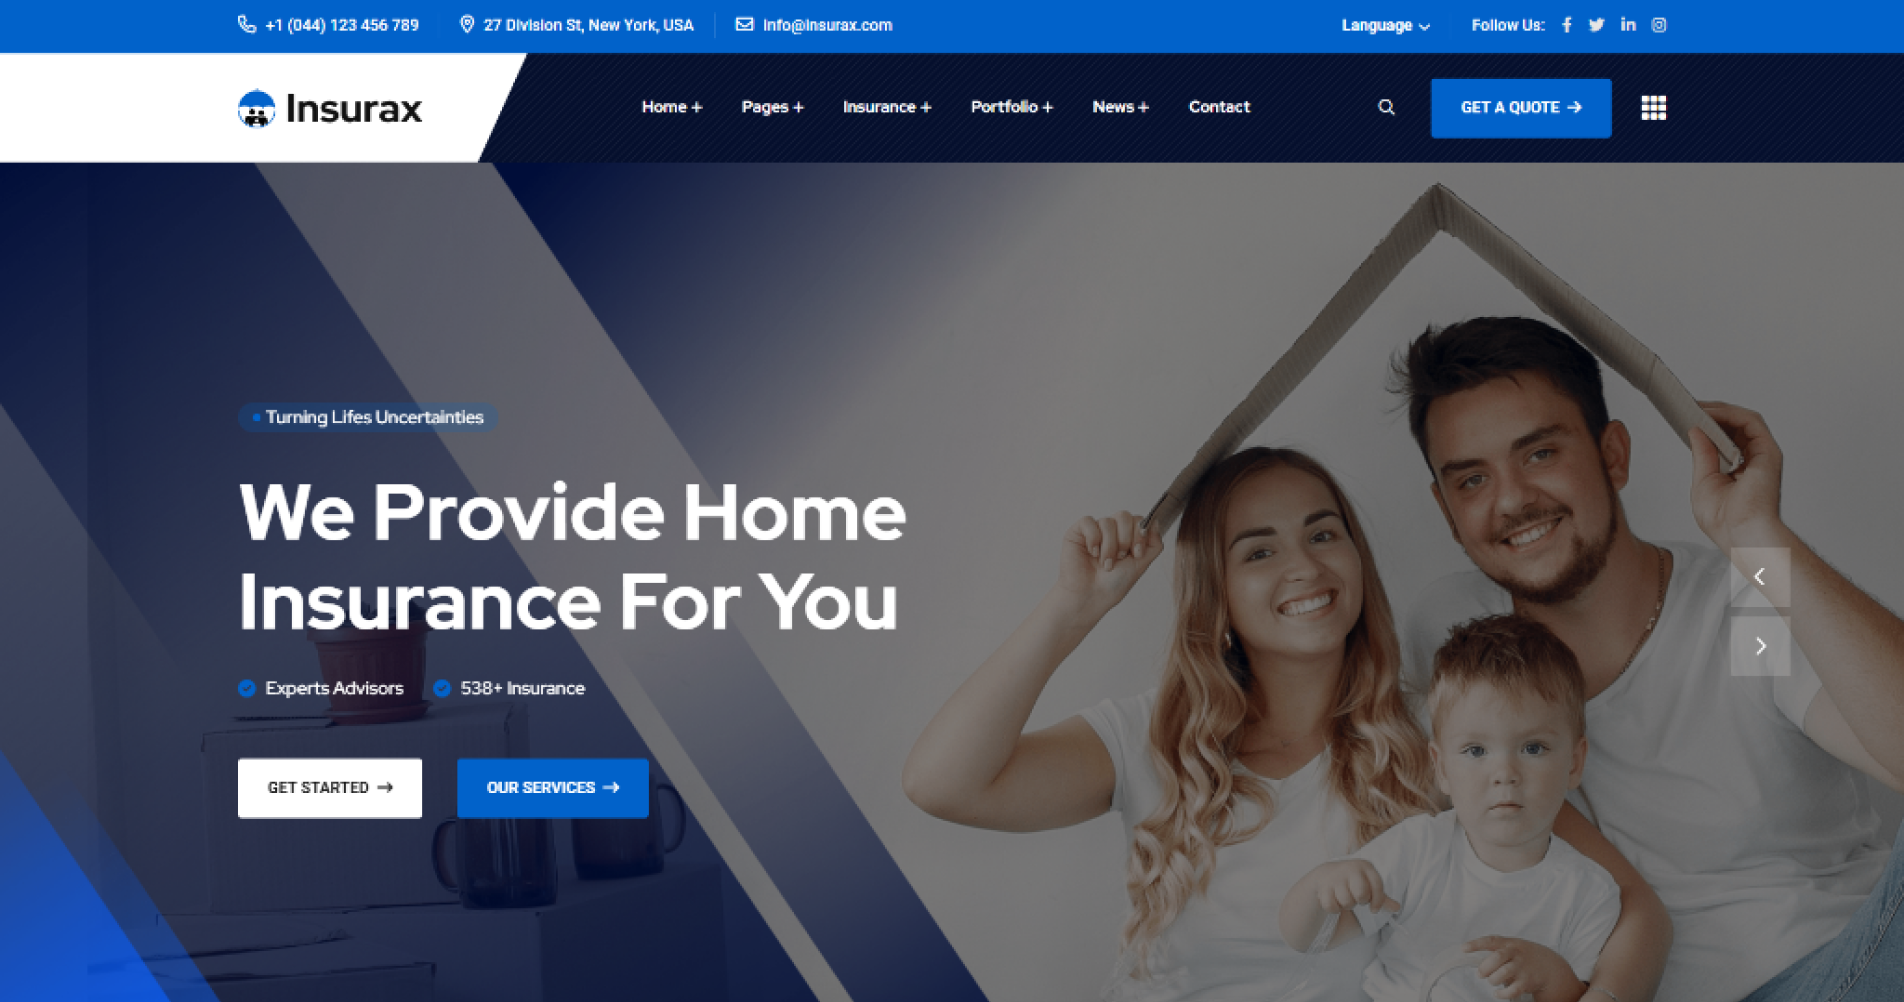 +1 (044) 123 456 789
27 Division St, New York, USA
info@insurax.com
Language
Follow Us:
Insurax
Home +
Pages +
Insurance +
Portfolio +
News +
Contact
GET A QUOTE →
Turning Lifes Uncertainties
We Provide Home
Insurance For You
Experts Advisors
538+ Insurance
GET STARTED →
OUR SERVICES →